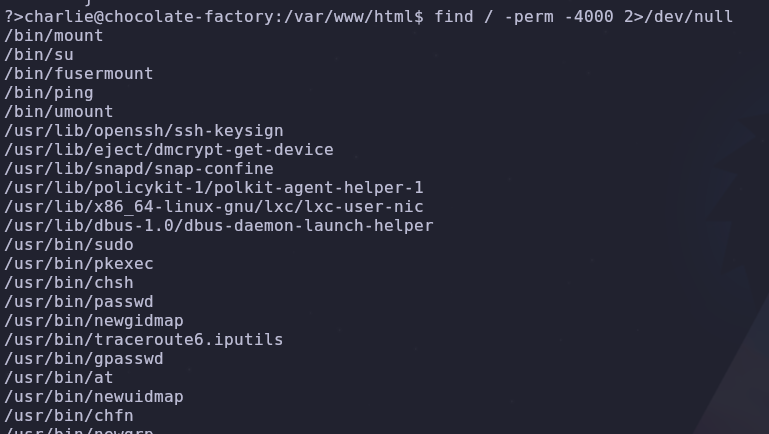 ?>charlie@chocolate-factory:/var/www/html$ find / -perm -4000 2>/dev/null
/bin/mount
/bin/su
/bin/fusermount
/bin/ping
/bin/umount
/usr/lib/openssh/ssh-keysign
/usr/lib/eject/dmcrypt-get-device
/usr/lib/snapd/snap-confine
/usr/lib/policykit-1/polkit-agent-helper-1
/usr/lib/x86_64-linux-gnu/lxc/lxc-user-nic
/usr/lib/dbus-1.0/dbus-daemon-launch-helper
/usr/bin/sudo
/usr/bin/pkexec
/usr/bin/chsh
/usr/bin/passwd
/usr/bin/newgidmap
/usr/bin/traceroute6.iputils
/usr/bin/gpasswd
/usr/bin/at
/usr/bin/newuidmap
/usr/bin/chfn
/usr/bin/newgrp